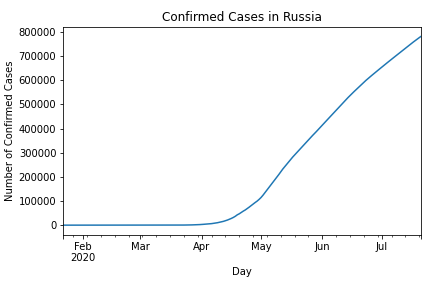 Confirmed Cases in Russia
Number of Confirmed Cases
800000
700000
600000
500000
400000
300000
200000
100000
0
Feb Mar Apr May Jun Jul
2020
Day